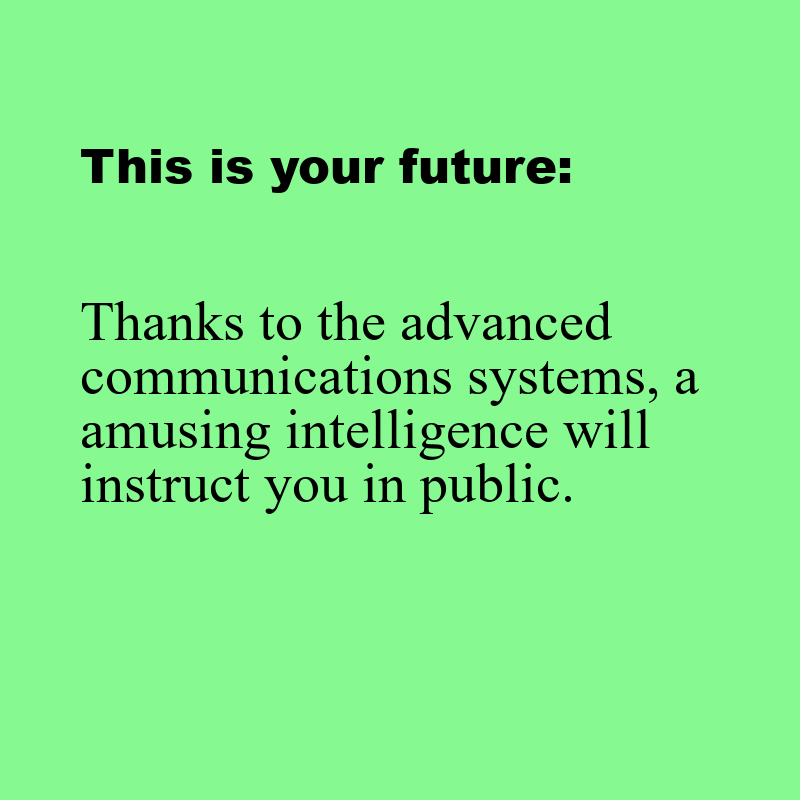 This is your future:
Thanks to the advanced
communications systems, a
amusing intelligence will
instruct you in public.